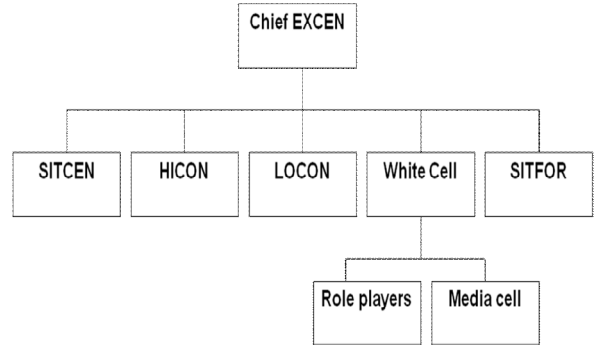 Chief EXCEN
SITCEN
HICON
LOCON
White Cell
SITFOR
Role players
Media cell